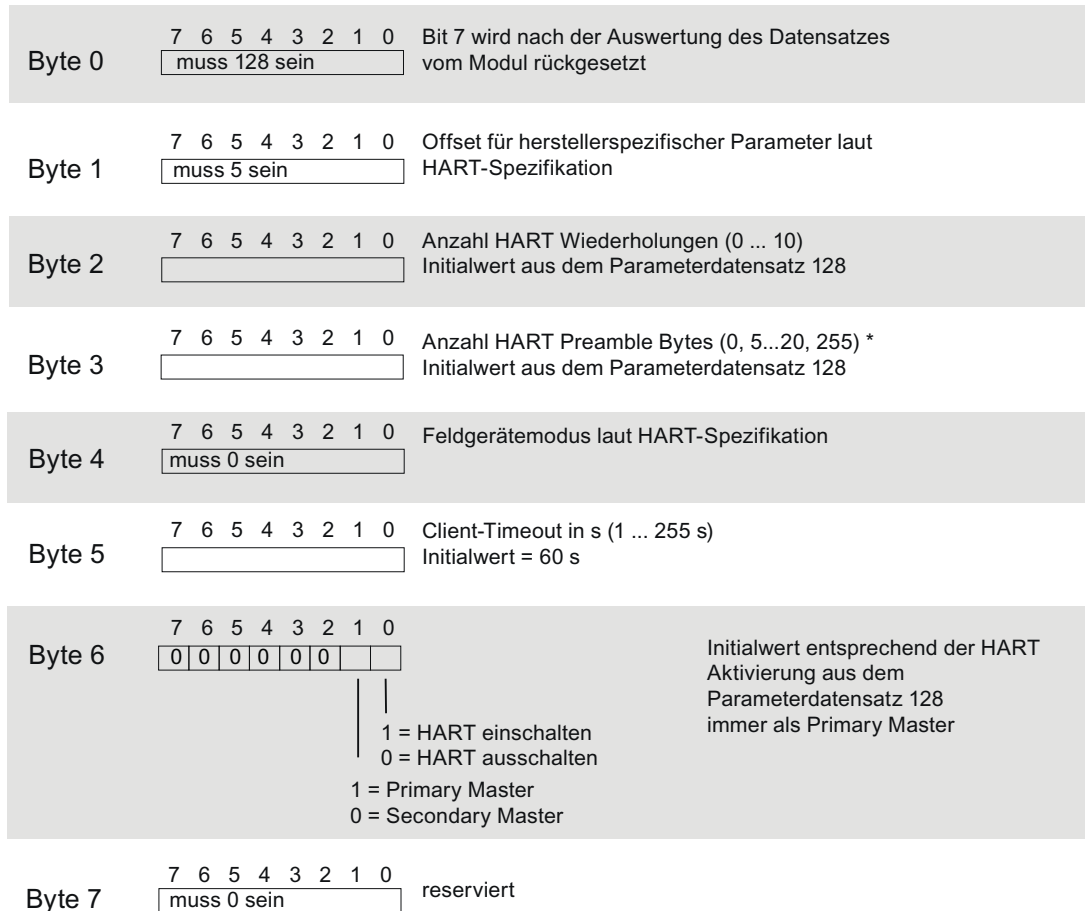 7 6 5 4 3 2 1 0 Bit 7 wird nach der Auswertung des Datensatzes
Byte 0 muss 128 sein vom Modul rückgesetzt
7 6 5 4 3 2 1 0 Offset für herstellerspezifischer Parameter laut
Byte 1 muss 5 sein HART-Spezifikation
7 6 5 4 3 2 1 0 Anzahl HART Wiederholungen (0 ... 10)
Byte 2 Initialwert aus dem Parameterdatensatz 128
7 6 5 4 3 2 1 0 Anzahl HART Preamble Bytes (0, 5...20, 255) *
Byte 3 Initialwert aus dem Parameterdatensatz 128
7 6 5 4 3 2 1 0 Feldgerätemodus laut HART-Spezifikation
Byte 4 muss 0 sein
7 6 5 4 3 2 1 0 Client-Timeout in s (1 ... 255 s)
Byte 5 Initialwert = 60 s
7 6 5 4 3 2 1 0
Byte 6 0 0 0 0 0 0
Initialwert entsprechend der HART
Aktivierung aus dem
Parameterdatensatz 128
immer als Primary Master
1 = HART einschalten
0 = HART ausschalten
1 = Primary Master
0 = Secondary Master
7 6 5 4 3 2 1 0
Byte 7 muss 0 sein reserviert